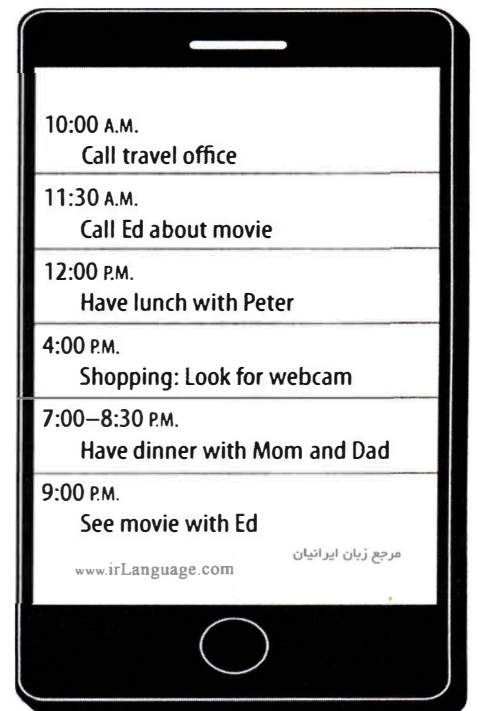 10:00 A.M.
Call travel office
11:30 A.M.
Call Ed about movie
12:00 P.M.
Have lunch with Peter
4:00 P.M.
Shopping: Look for webcam
7:00–8:30 P.M.
Have dinner with Mom and Dad
9:00 P.M.
See movie with Ed
مرجع زبان ایرانیان
www.irLanguage.com